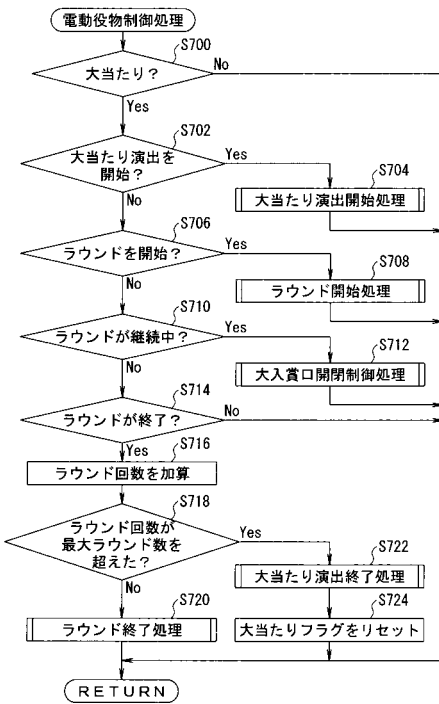 電動役物制御処理
S700
大当たり？
No
Yes
S702
大当たり演出を
開始？
Yes
No
S704
大当たり演出開始処理
S706
ラウンドを開始？
Yes
No
S708
ラウンド開始処理
S710
ラウンドが継続中？
Yes
No
S712
大入賞口開閉制御処理
S714
ラウンドが終了？
No
Yes
S716
ラウンド回数を加算
S718
ラウンド回数が
最大ラウンド数を
超えた？
Yes
No
S722
大当たり演出終了処理
S720
ラウンド終了処理
S724
大当たりフラグをリセット
RETURN